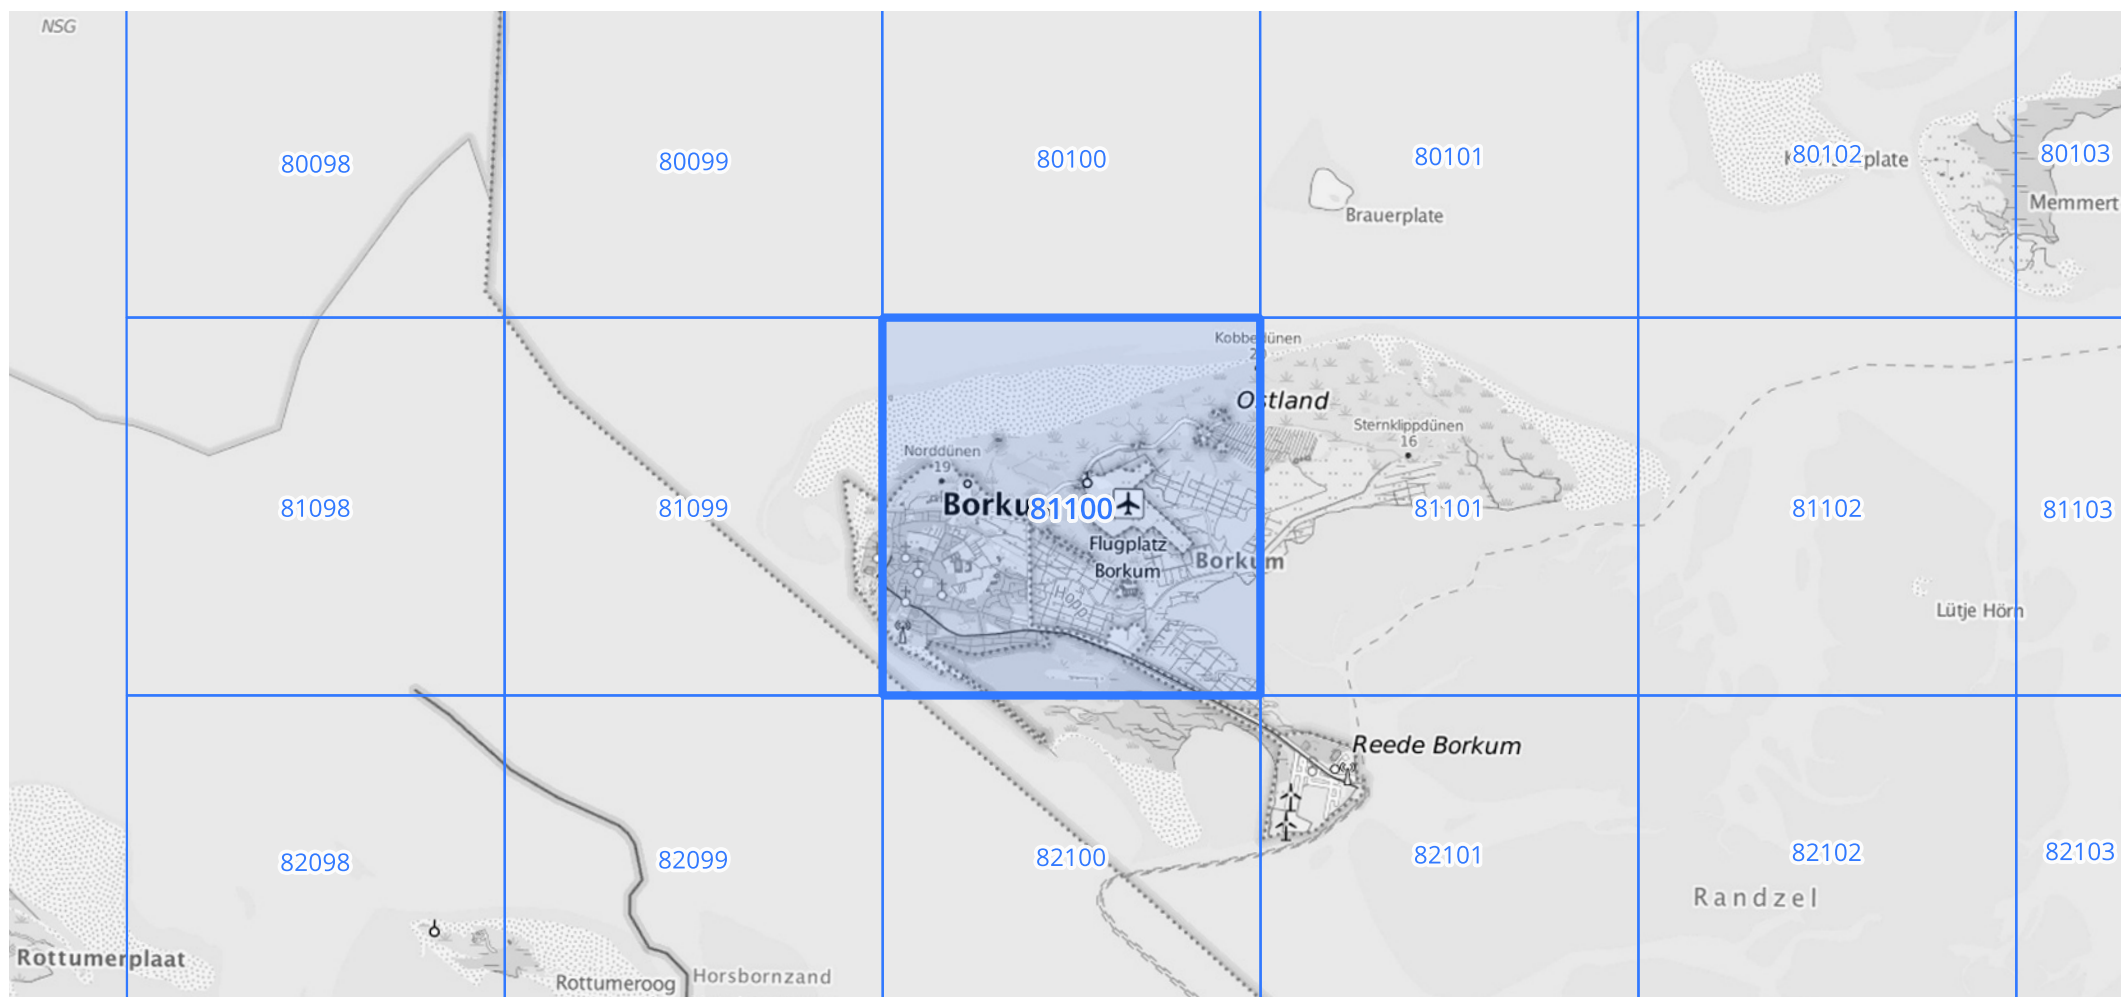 NSG
80098
80099
80100
80101
80102
plate
80103
Brauerplate
Memmert
Ostland
Sternklippdünen
16
Norddünen
19
Borku
81098
81099
81100
81101
81102
81103
Flugplatz
Borkum
Borkum
Hopp
Lütje Hörn
Reede Borkum
82098
82099
82100
82101
82102
82103
Randzel
Rottumerplaat
Rottumeroog
Horsbornzand